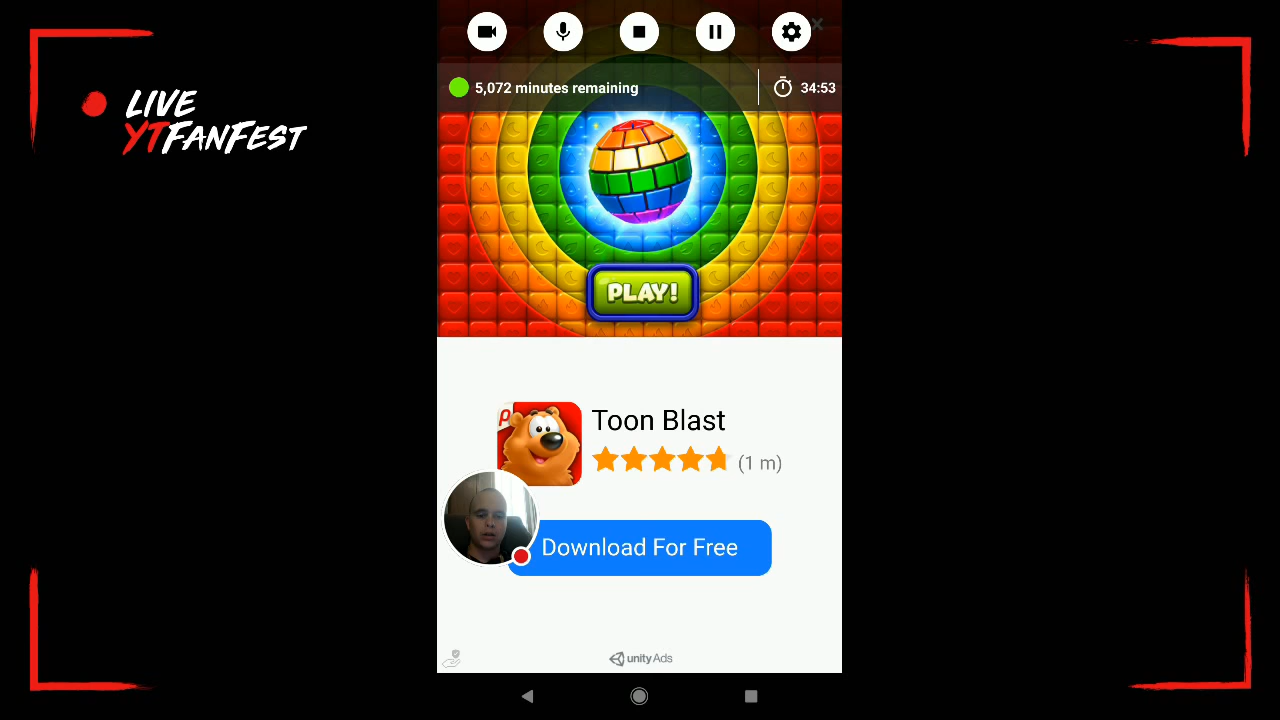 LIVE
YTFANFEST
5,072 minutes remaining
34:53
PLAY!
Toon Blast
(1 m)
Download For Free
unity Ads